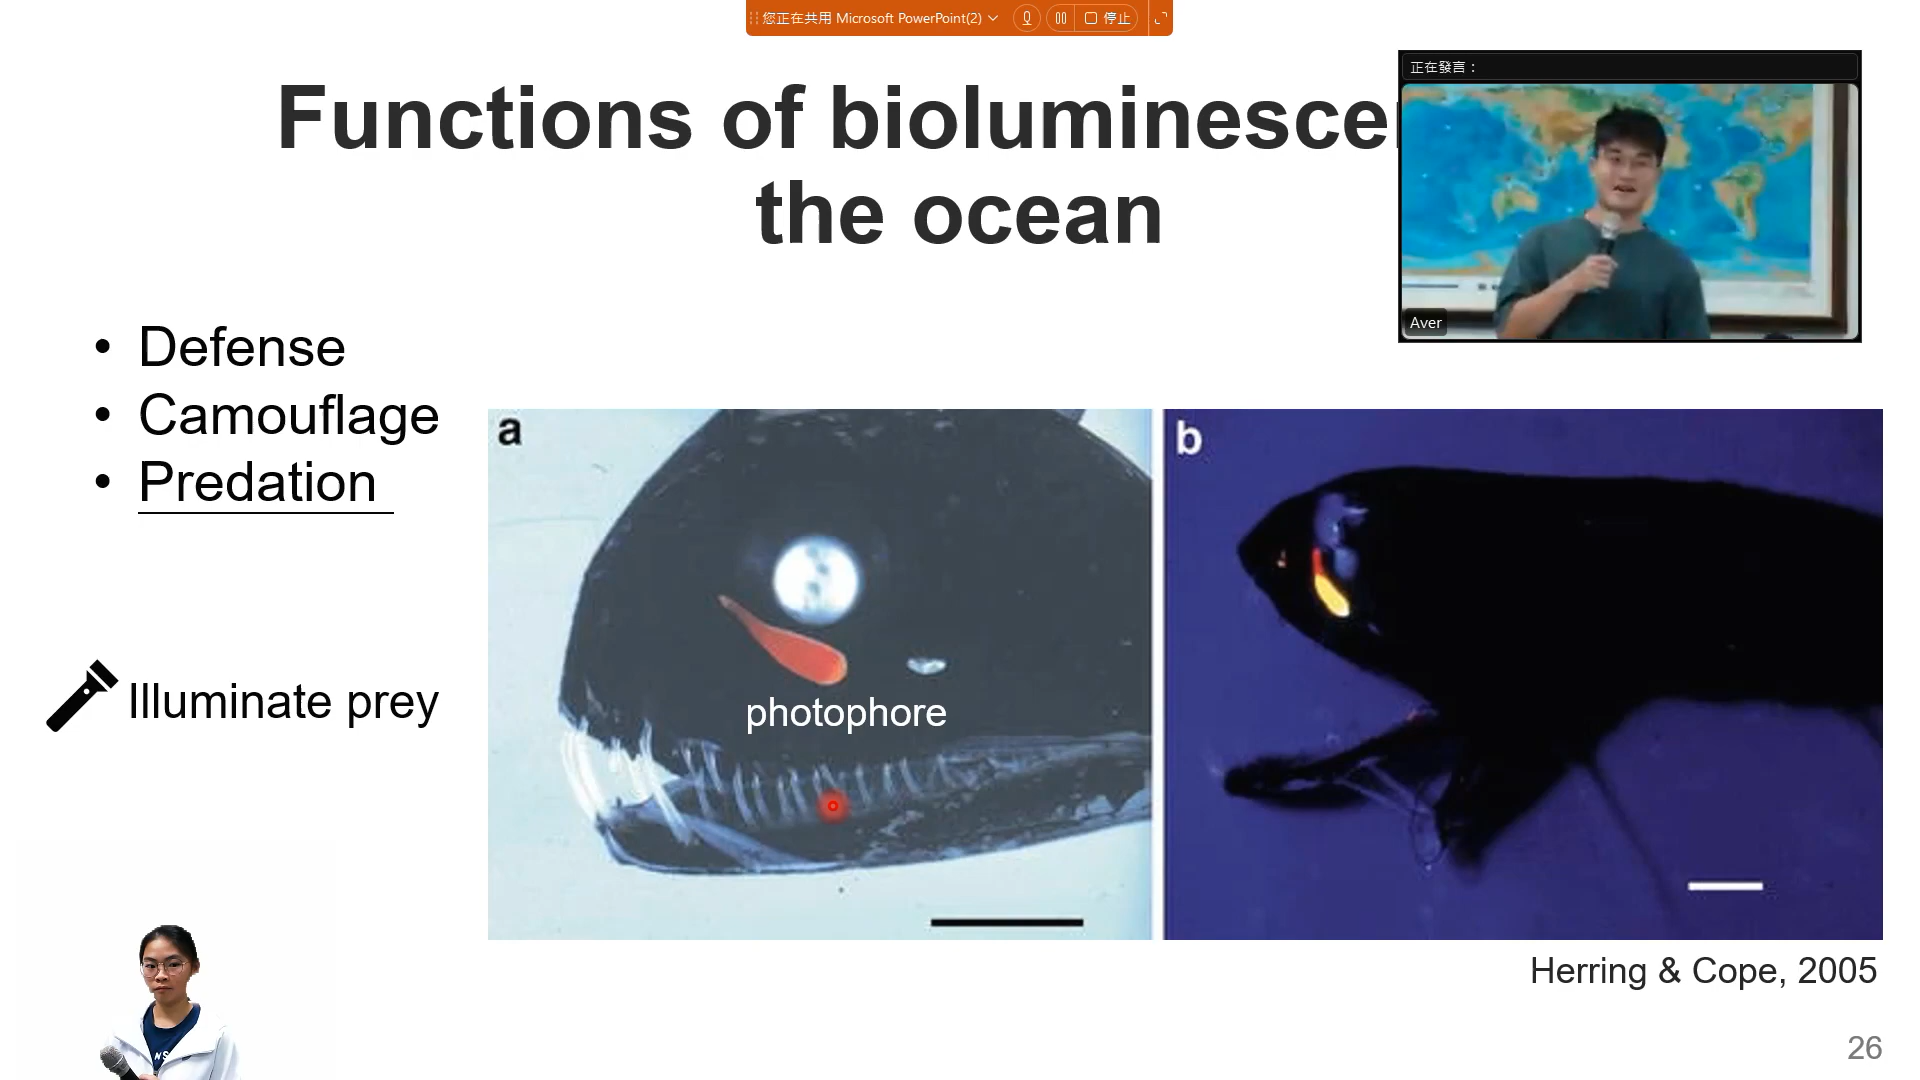 您正在共用 Microsoft PowerPoint(2)
停止
正在發言：
Functions of bioluminescen
the ocean
Aver
• Defense
• Camouflage
• Predation
Illuminate prey
a
b
photophore
Herring & Cope, 2005
26